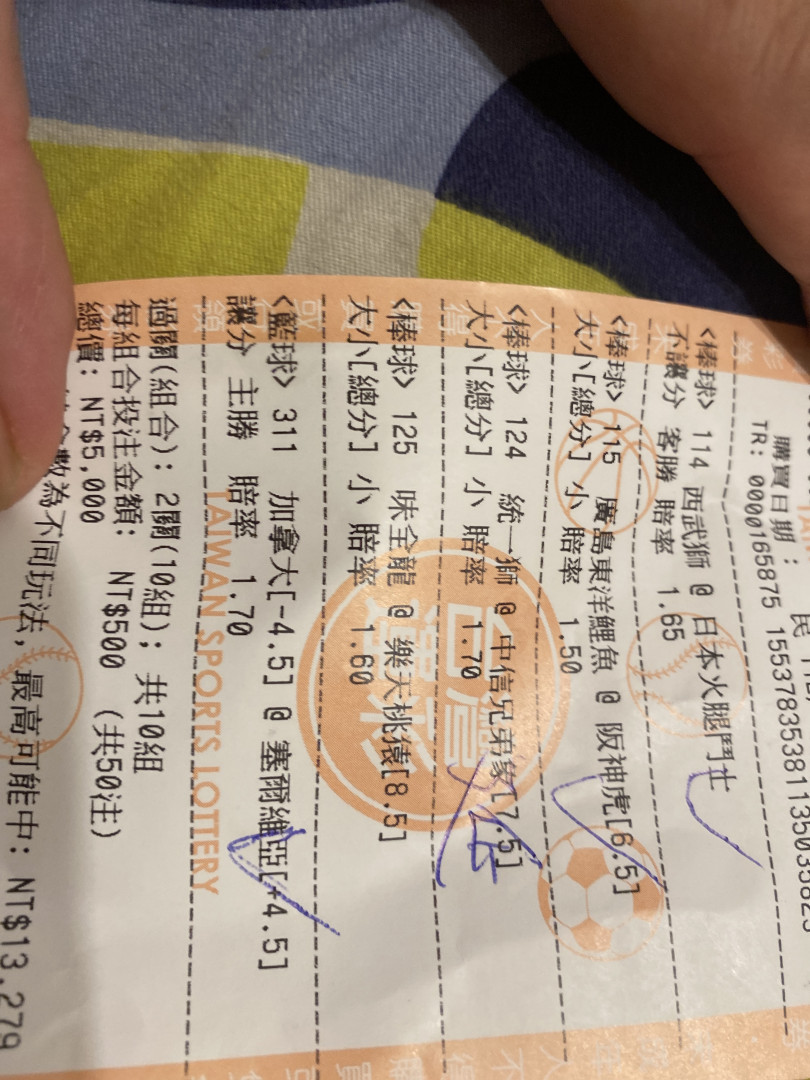 購買日期：
TR: 0000165875 1553783538113503582
<棒球> 114 西武獅 @ 日本火腿鬥士
不讓分 客勝 賠率 1.65
<棒球> 115 廣島東洋鯉魚 @ 阪神虎[6.5]
大小[總分] 小 賠率 1.50
<棒球> 124 統一獅 @ 中信兄弟象[7.5]
大小[總分] 小 賠率 1.70
<棒球> 125 味全龍 @ 樂天桃猿[8.5]
大小[總分] 小 賠率 1.60
<籃球> 311 加拿大[-4.5] @ 塞爾維亞[+4.5]
讓分 主勝 賠率 1.70
過關(組合): 2關(10組); 共10組
每組合投注金額: NT$500 (共50注)
總價: NT$5,000
數為不同玩法, 最高可能中: NT$13,279
台灣
運彩
TAIWAN SPORTS LOTTERY